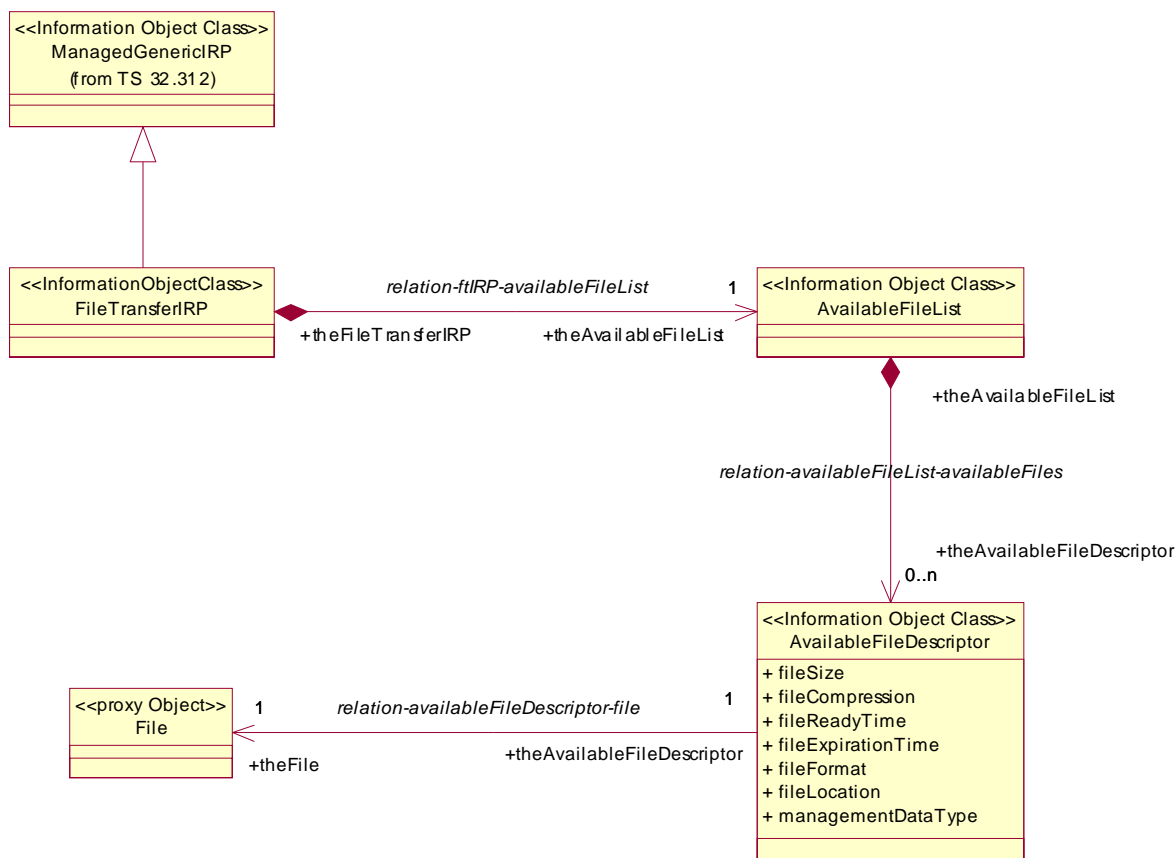 <<Information Object Class>>
ManagedGenericIRP
(from TS 32.312)
<<InformationObjectClass>>
FileTransferIRP
relation-ftIRP-availableFileList
1
+theFileTransferIRP
+theAvailableFileList
<<Information Object Class>>
AvailableFileList
+theAvailableFileList
relation-availableFileList-availableFiles
+theAvailableFileDescriptor
0..n
<<Information Object Class>>
AvailableFileDescriptor
+ fileSize
+ fileCompression
+ fileReadyTime
+ fileExpirationTime
+ fileFormat
+ fileLocation
+ managementDataType
<<proxy Object>>
File
1
relation-availableFileDescriptor-file
1
+theFile
+theAvailableFileDescriptor